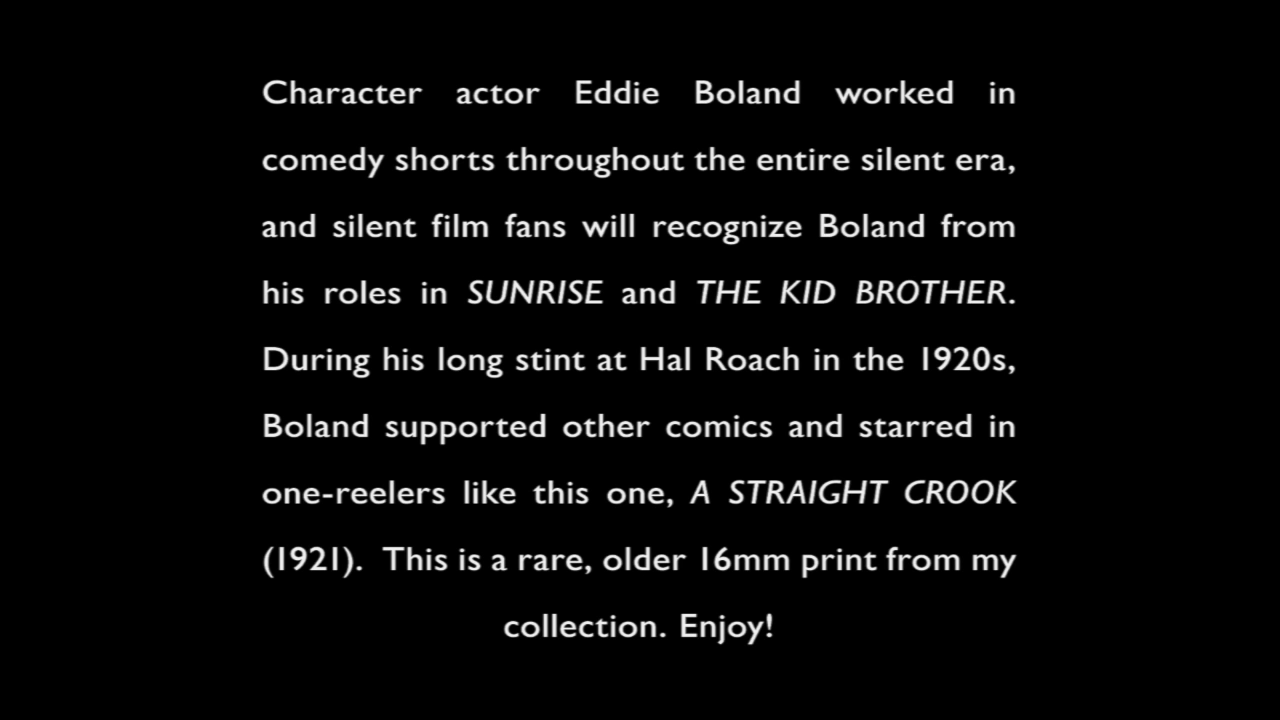 Character actor Eddie Boland worked in
comedy shorts throughout the entire silent era,
and silent film fans will recognize Boland from
his roles in SUNRISE and THE KID BROTHER.
During his long stint at Hal Roach in the 1920s,
Boland supported other comics and starred in
one-reelers like this one, A STRAIGHT CROOK
(1921). This is a rare, older 16mm print from my
collection. Enjoy!